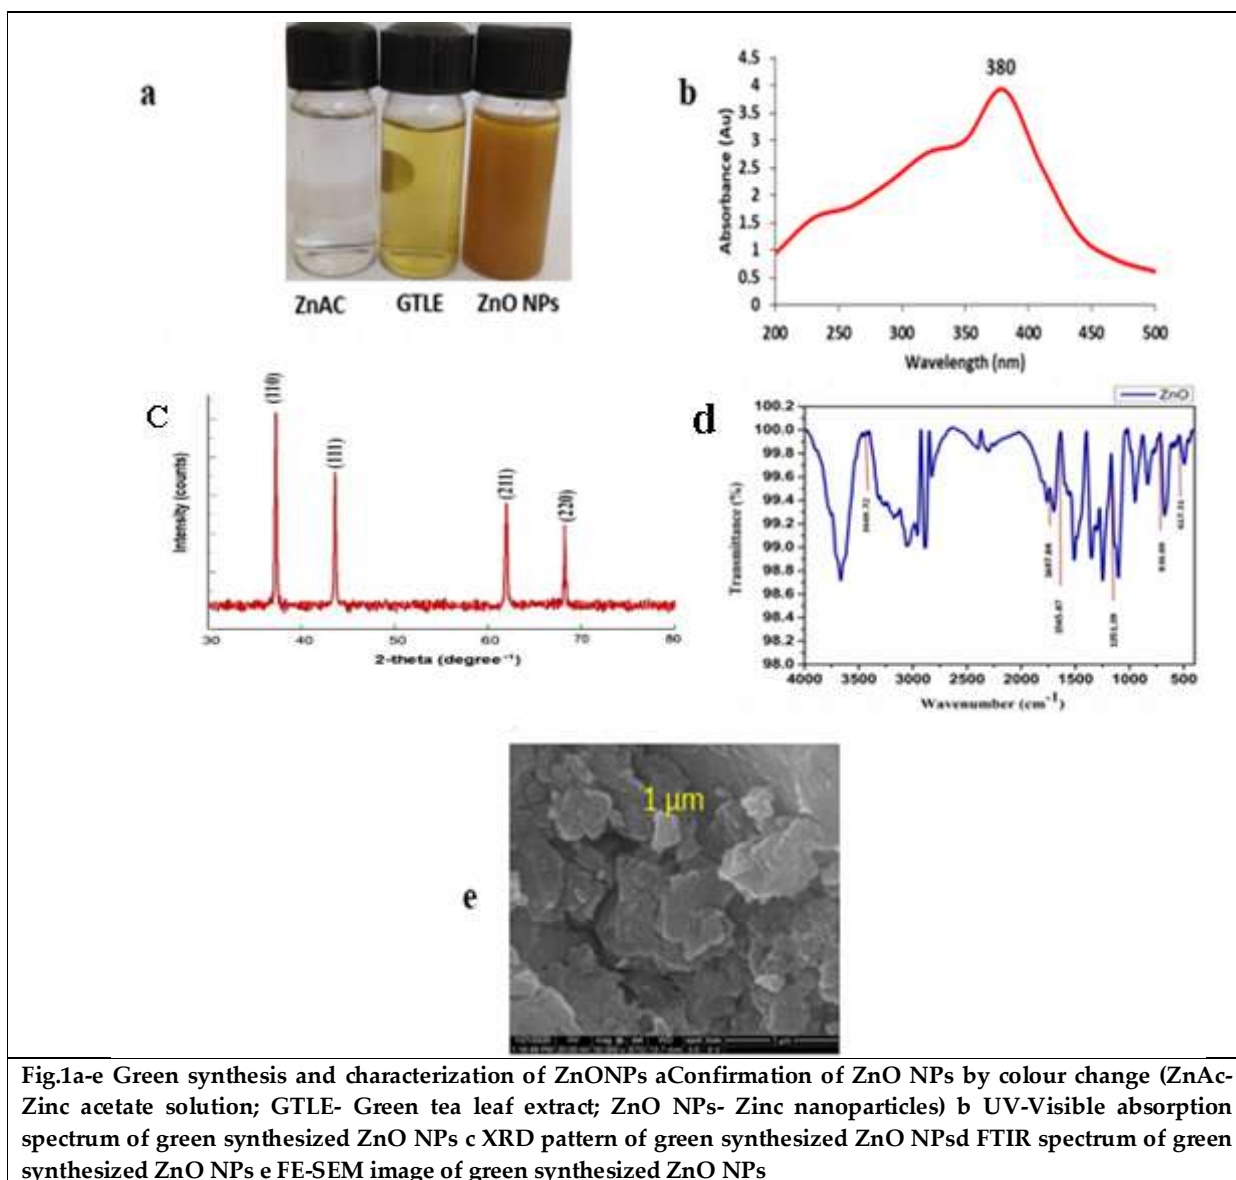 a
ZnAC GTLE ZnO NPs
b
380
4.5
4
3.5
3
2.5
2
1.5
1
0.5
0
Absorbance (Au)
200 250 300 350 400 450 500
Wavelength (nm)
C
(110)
(111)
(211)
(220)
Intensity (counts)
30 40 50 60 70 80
2-theta (degree⁻¹)
d
ZnO
100.2
100.0
99.8
99.6
99.4
99.2
99.0
98.8
98.6
98.4
98.2
98.0
Transmittance (%)
4000 3500 3000 2500 2000 1500 1000 500
Wavenumber (cm⁻¹)
e
1 µm
Fig.1a-e Green synthesis and characterization of ZnONPs aConfirmation of ZnO NPs by colour change (ZnAc-
Zinc acetate solution; GTLE- Green tea leaf extract; ZnO NPs- Zinc nanoparticles) b UV-Visible absorption
spectrum of green synthesized ZnO NPs c XRD pattern of green synthesized ZnO NPsd FTIR spectrum of green
synthesized ZnO NPs e FE-SEM image of green synthesized ZnO NPs